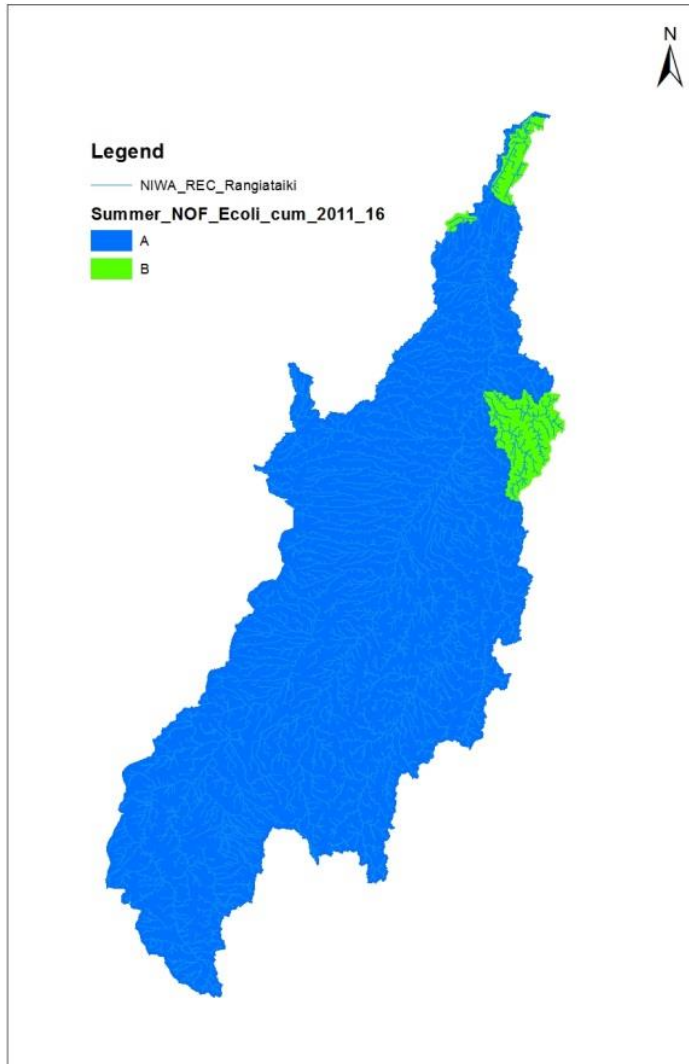 N
Legend
NIWA_REC_Rangiataiki
Summer_NOF_Ecoli_cum_2011_16
A
B